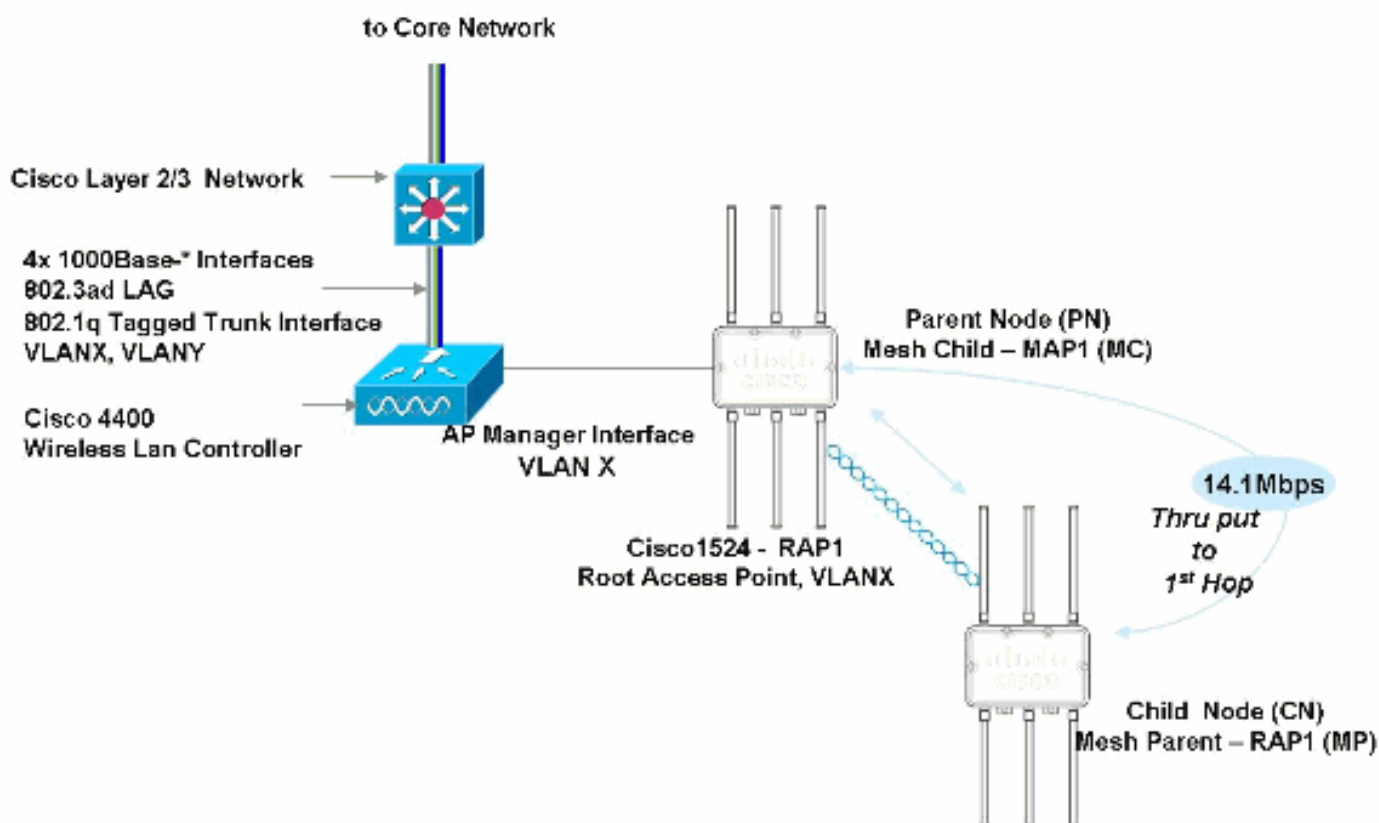 to Core Network
Cisco Layer 2/3 Network
4x 1000Base-* Interfaces
802.3ad LAG
802.1q Tagged Trunk Interface
VLANX, VLANY
Cisco 4400
Wireless Lan Controller
AP Manager Interface
VLAN X
Cisco1524 - RAP1
Root Access Point, VLANX
Parent Node (PN)
Mesh Child – MAP1 (MC)
14.1Mbps
Thru put
to
1st Hop
Child Node (CN)
Mesh Parent – RAP1 (MP)